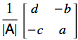 1/|A| [ d −b
−c a ]